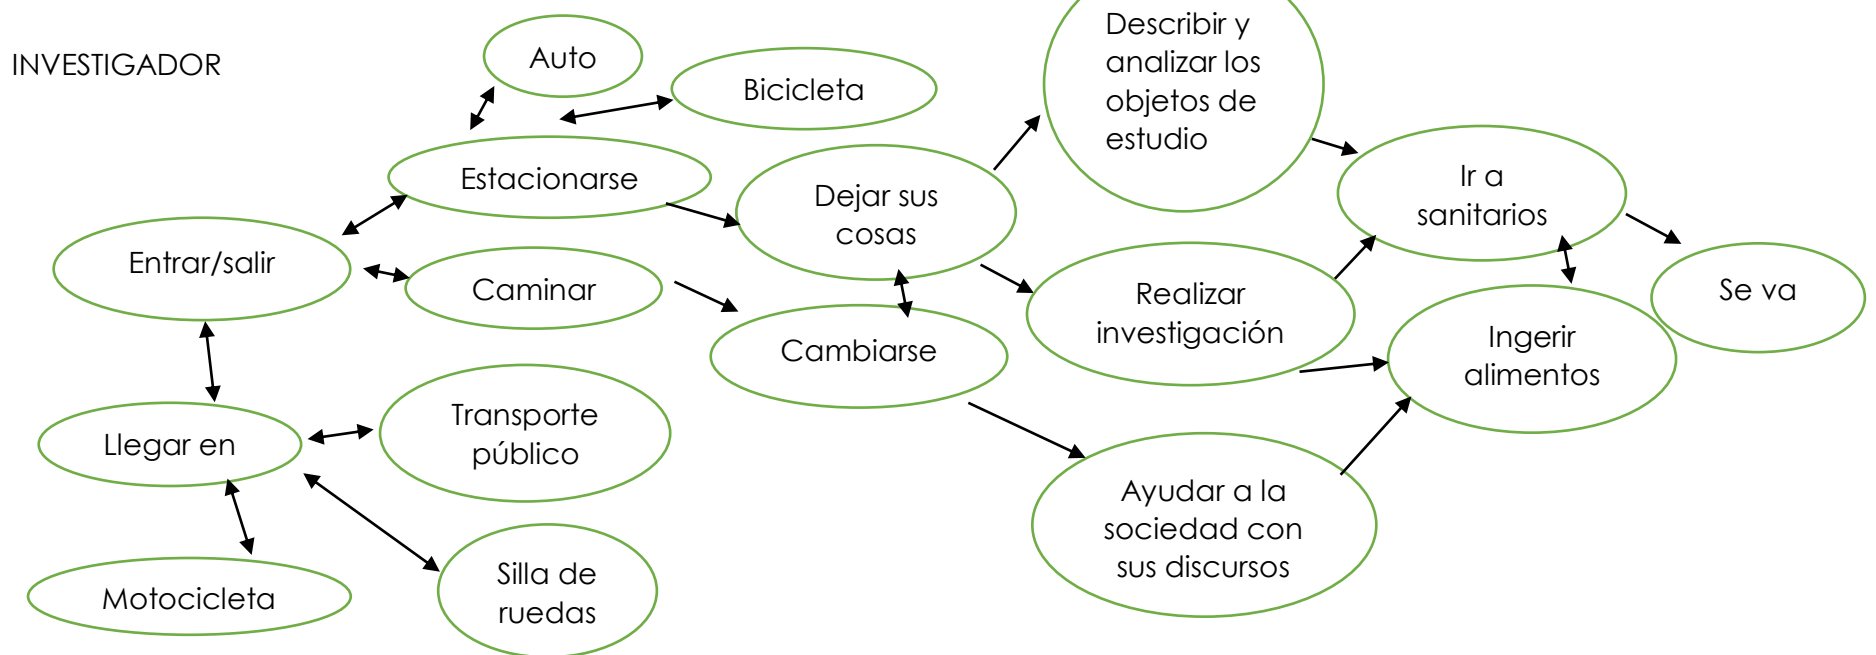 INVESTIGADOR
Auto
Bicicleta
Estacionarse
Entrar/salir
Caminar
Llegar en
Transporte
público
Motocicleta
Silla de
ruedas
Dejar sus
cosas
Cambiarse
Describir y
analizar los
objetos de
estudio
Realizar
investigación
Ayudar a la
sociedad con
sus discursos
Ir a
sanitarios
Ingerir
alimentos
Se va